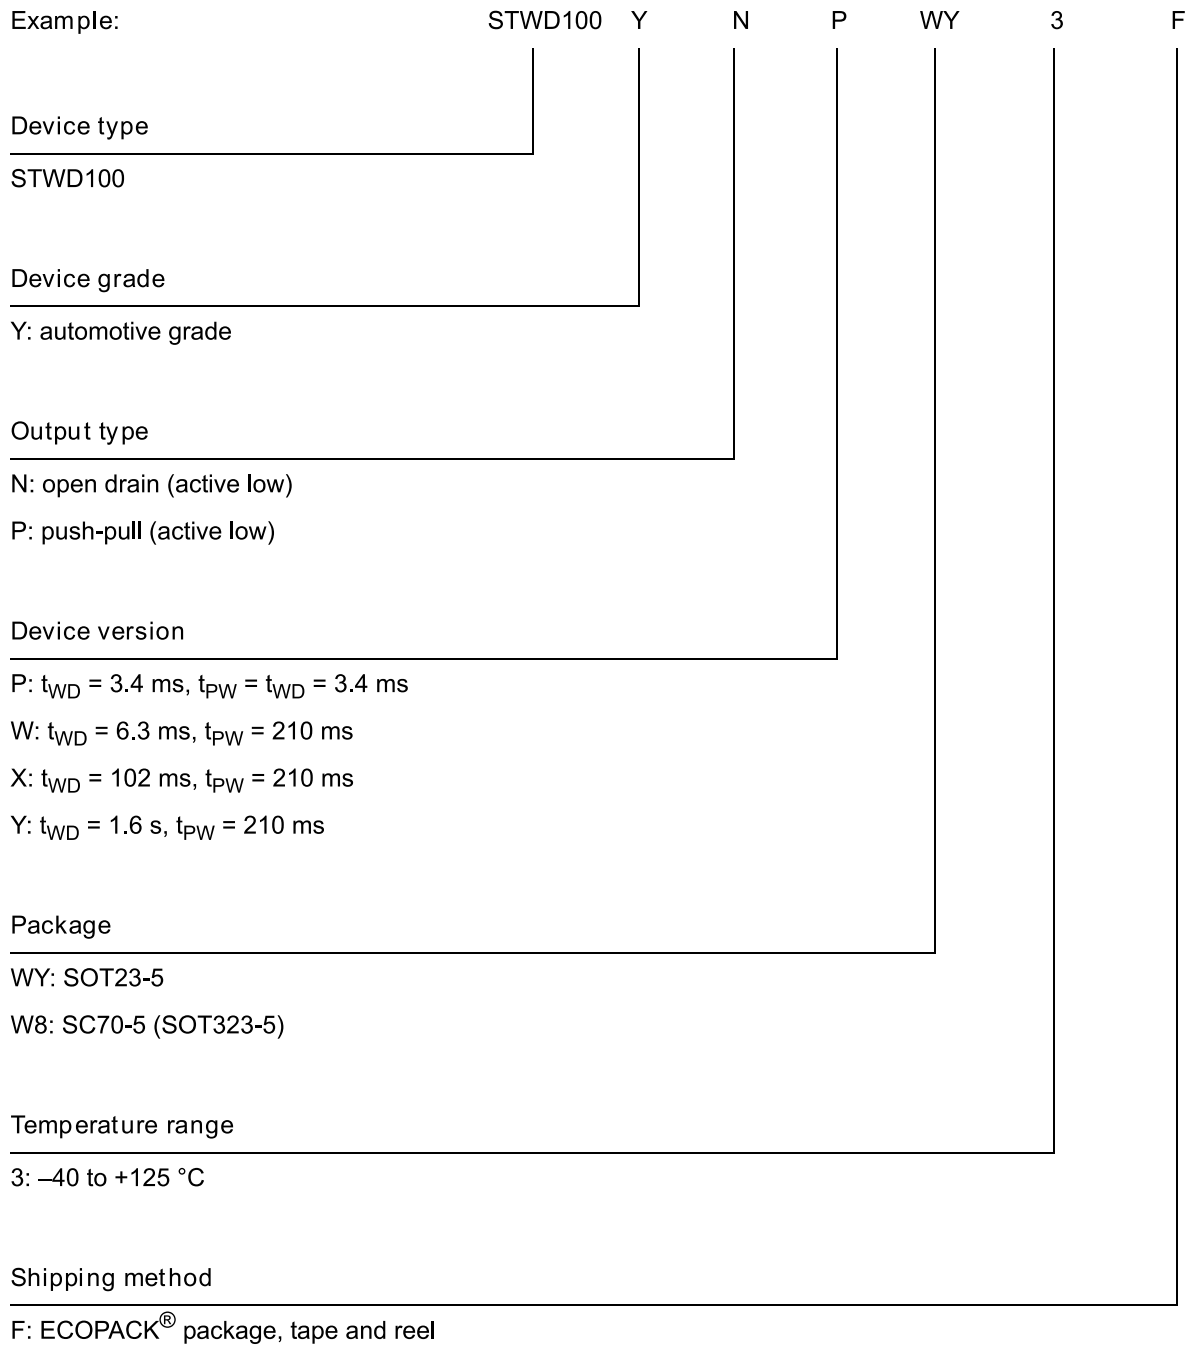 Example: STWD100 Y N P WY 3 F
Device type
STWD100
Device grade
Y: automotive grade
Output type
N: open drain (active low)
P: push-pull (active low)
Device version
P: tWD = 3.4 ms, tPW = tWD = 3.4 ms
W: tWD = 6.3 ms, tPW = 210 ms
X: tWD = 102 ms, tPW = 210 ms
Y: tWD = 1.6 s, tPW = 210 ms
Package
WY: SOT23-5
W8: SC70-5 (SOT323-5)
Temperature range
3: –40 to +125 °C
Shipping method
F: ECOPACK® package, tape and reel